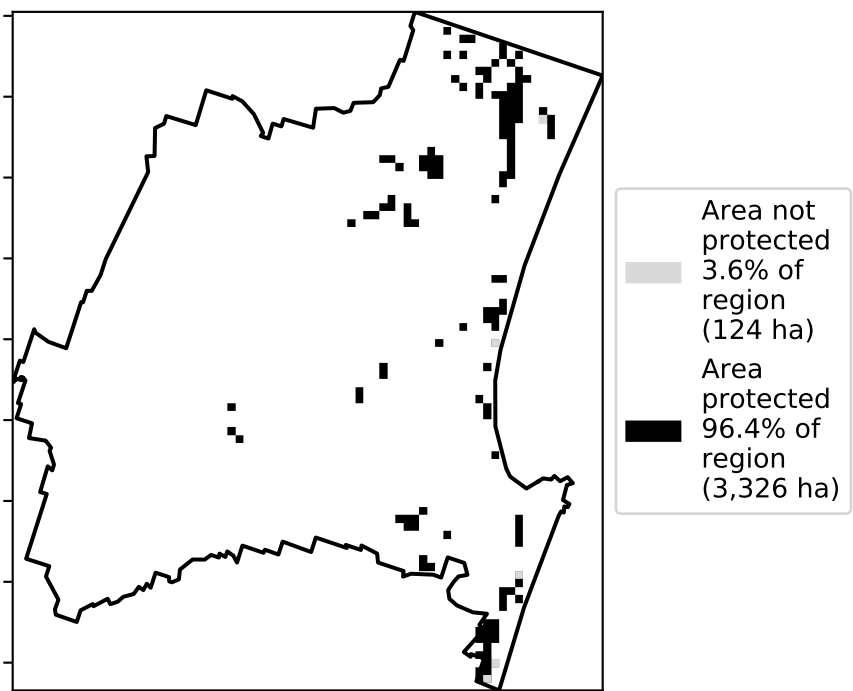 Area not
protected
3.6% of
region
(124 ha)
Area
protected
96.4% of
region
(3,326 ha)